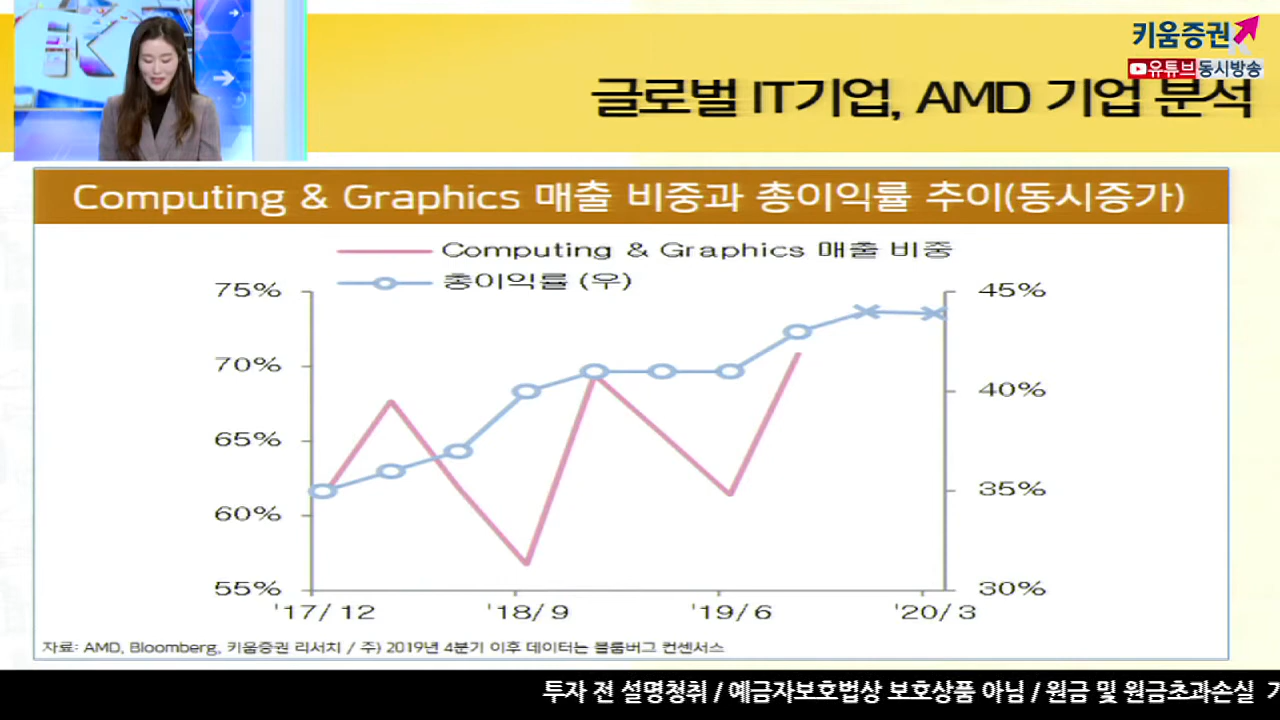 키움증권
유튜브동시방송
글로벌 IT기업, AMD 기업 분석
Computing & Graphics 매출 비중과 총이익률 추이(동시증가)
Computing & Graphics 매출 비중
총이익률 (우)
75%
70%
65%
60%
55%
45%
40%
35%
30%
'17/12
'18/9
'19/6
'20/3
자료: AMD, Bloomberg, 키움증권 리서치 / 주) 2019년 4분기 이후 데이터는 블룸버그 컨센서스
투자 전 설명청취 / 예금자보호법상 보호상품 아님 / 원금 및 원금초과손실